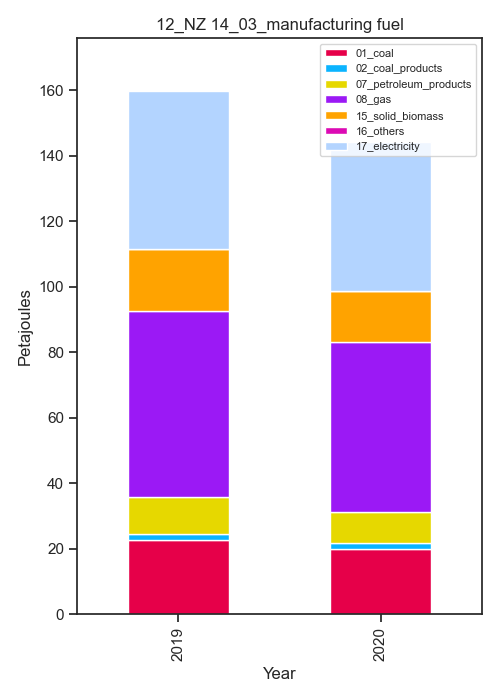 12_NZ 14_03_manufacturing fuel
01_coal
02_coal_products
07_petroleum_products
08_gas
15_solid_biomass
16_others
17_electricity
Petajoules
160
140
120
100
80
60
40
20
0
2019
2020
Year